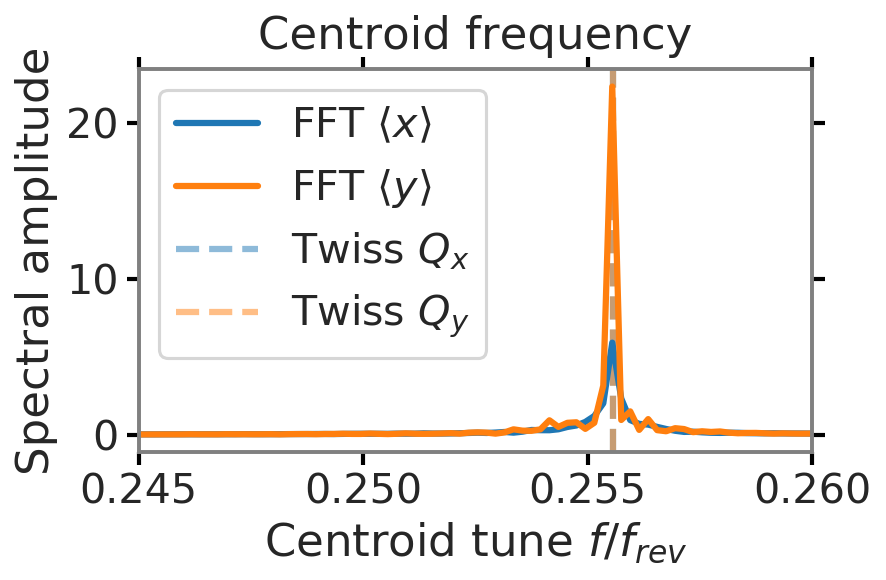 Centroid frequency
Spectral amplitude
20
10
0
FFT ⟨x⟩
FFT ⟨y⟩
Twiss Qx
Twiss Qy
0.245 0.250 0.255 0.260
Centroid tune f/frev